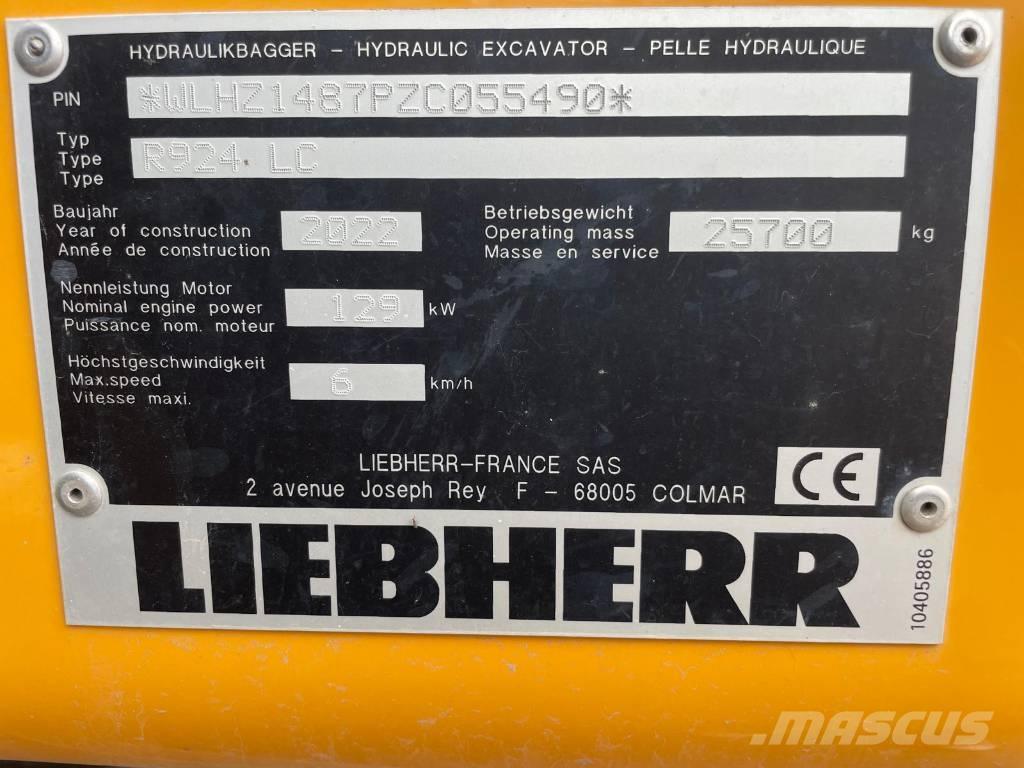 HYDRAULIKBAGGER – HYDRAULIC EXCAVATOR – PELLE HYDRAULIQUE
PIN *WLHZ1487PZC055490*
Typ
Type
Type
R924 LC
Baujahr
Year of construction
Année de construction
2022
Betriebsgewicht
Operating mass
Masse en service
25700 kg
Nennleistung Motor
Nominal engine power
Puissance nom. moteur
129 kW
Höchstgeschwindigkeit
Max.speed
Vitesse maxi.
6 km/h
LIEBHERR–FRANCE SAS
2 avenue Joseph Rey F – 68005 COLMAR
CE
LIEBHERR
10405886
MASCUS